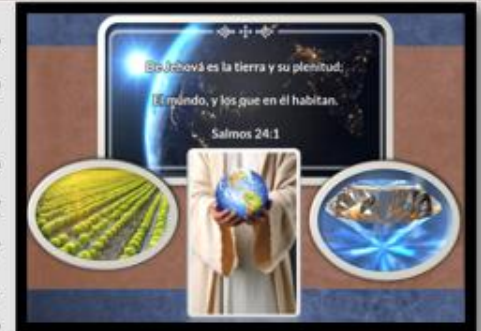 De Jehová es la tierra y su plenitud;
El mundo, y los que en él habitan.
Salmos 24:1